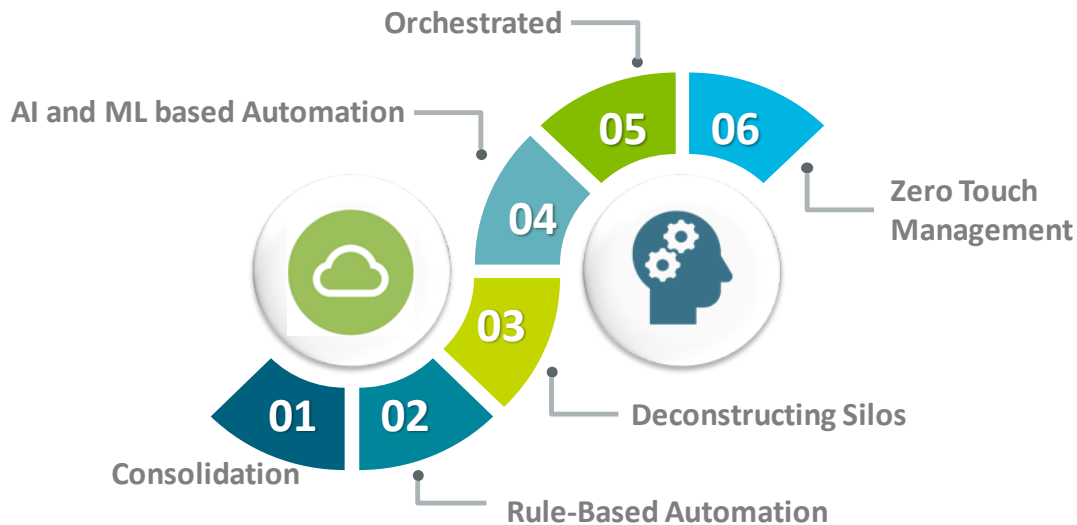 Orchestrated
AI and ML based Automation
05
06
04
Zero Touch
Management
03
01
02
Deconstructing Silos
Consolidation
Rule-Based Automation